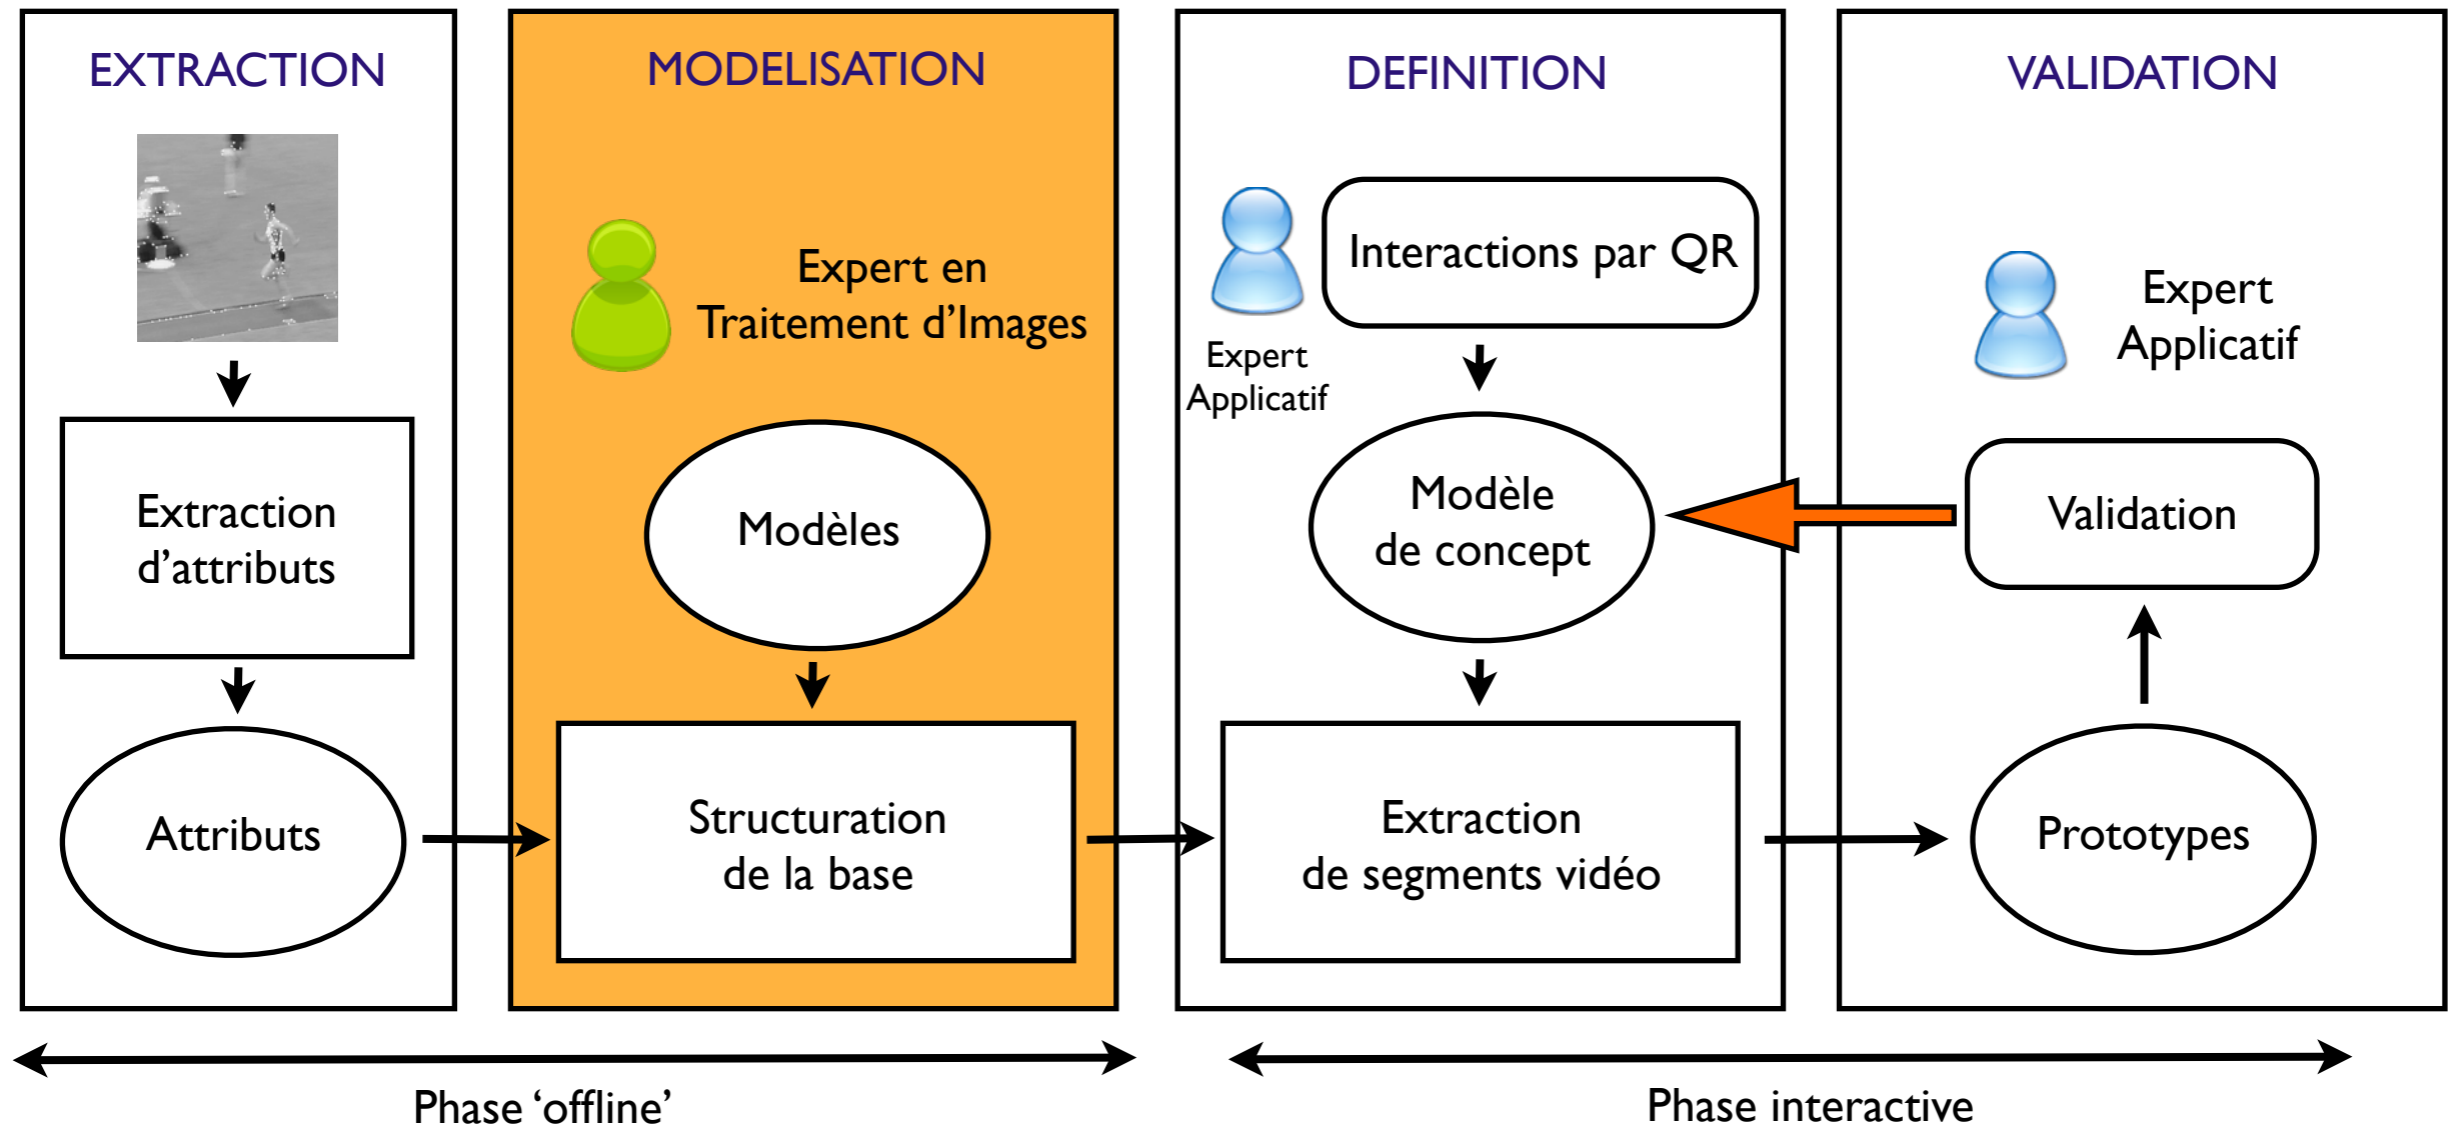 EXTRACTION
Extraction
d'attributs
Attributs
MODELISATION
Expert en
Traitement d'Images
Modèles
Structuration
de la base
DEFINITION
Interactions par QR
Expert
Applicatif
Modèle
de concept
Extraction
de segments vidéo
VALIDATION
Expert
Applicatif
Validation
Prototypes
Phase ‘offline’
Phase interactive